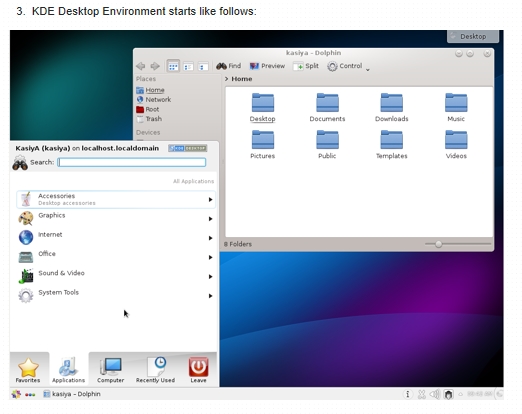 3. KDE Desktop Environment starts like follows:
Desktop
kasiya - Dolphin
Find Preview Split Control
Places
Home
Network
Root
Trash
Devices
> Home
Desktop Documents Downloads Music
Pictures Public Templates Videos
8 Folders
KasiyA (kasiya) on localhost.localdomain
Search:
All Applications
Accessories
Desktop accessories
Graphics
Internet
Office
Sound & Video
System Tools
Favorites Applications Computer Recently Used Leave
kasiya - Dolphin